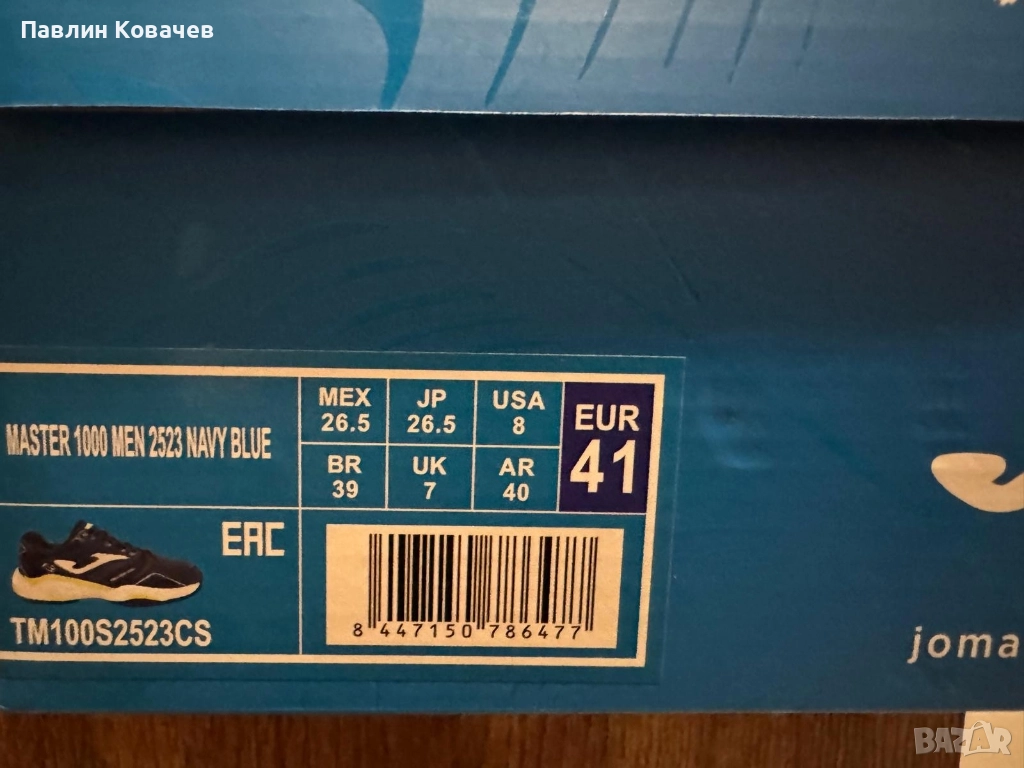 Павлин Ковачев
MASTER 1000 MEN 2523 NAVY BLUE
MEX
26.5
JP
26.5
USA
8
EUR
41
BR
39
UK
7
AR
40
EAC
TM100S2523CS
8 447150 786477
joma
BAZAR